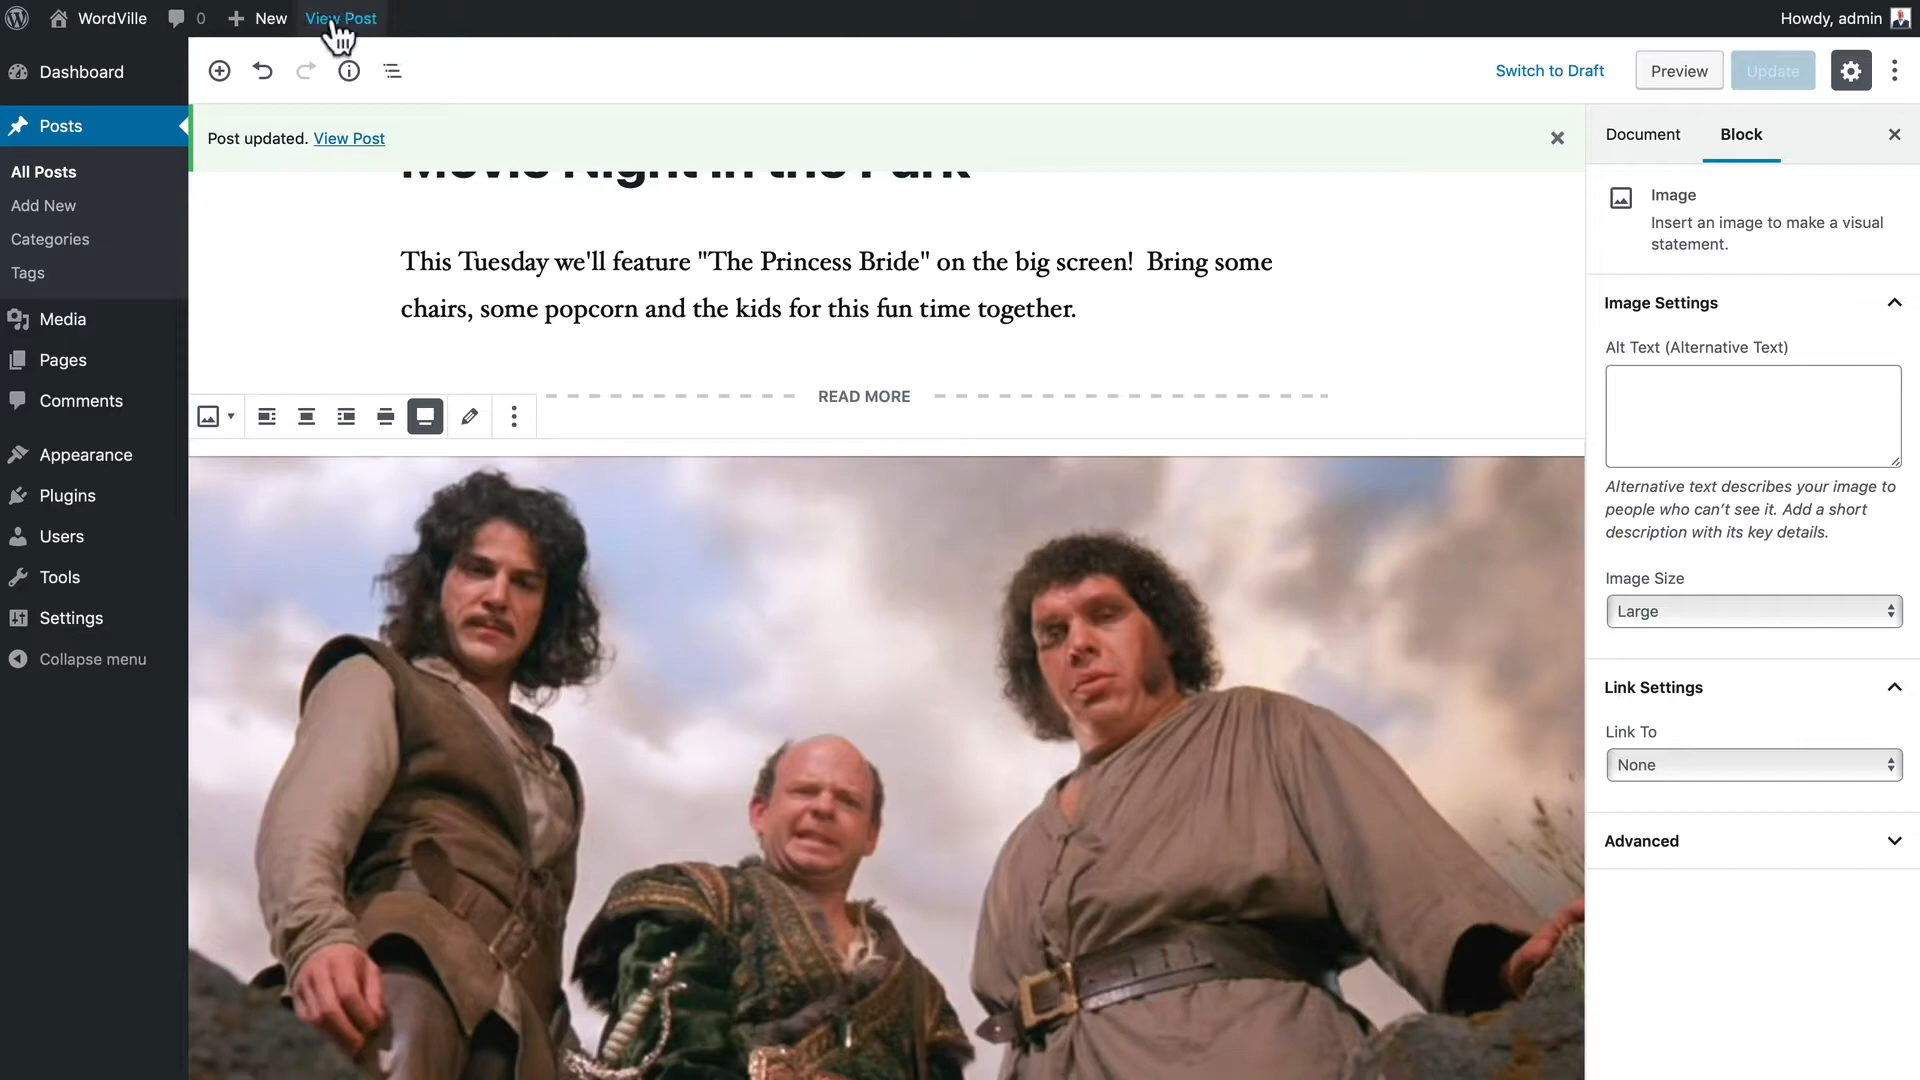 WordVille 0 New View Post Howdy, admin
Dashboard
Posts
All Posts
Add New
Categories
Tags
Media
Pages
Comments
Appearance
Plugins
Users
Tools
Settings
Collapse menu
Switch to Draft Preview Update
Post updated. View Post
Movie Night in the Park
This Tuesday we'll feature "The Princess Bride" on the big screen! Bring some
chairs, some popcorn and the kids for this fun time together.
READ MORE
Document Block
Image
Insert an image to make a visual
statement.
Image Settings
Alt Text (Alternative Text)
Alternative text describes your image to
people who can't see it. Add a short
description with its key details.
Image Size
Large
Link Settings
Link To
None
Advanced